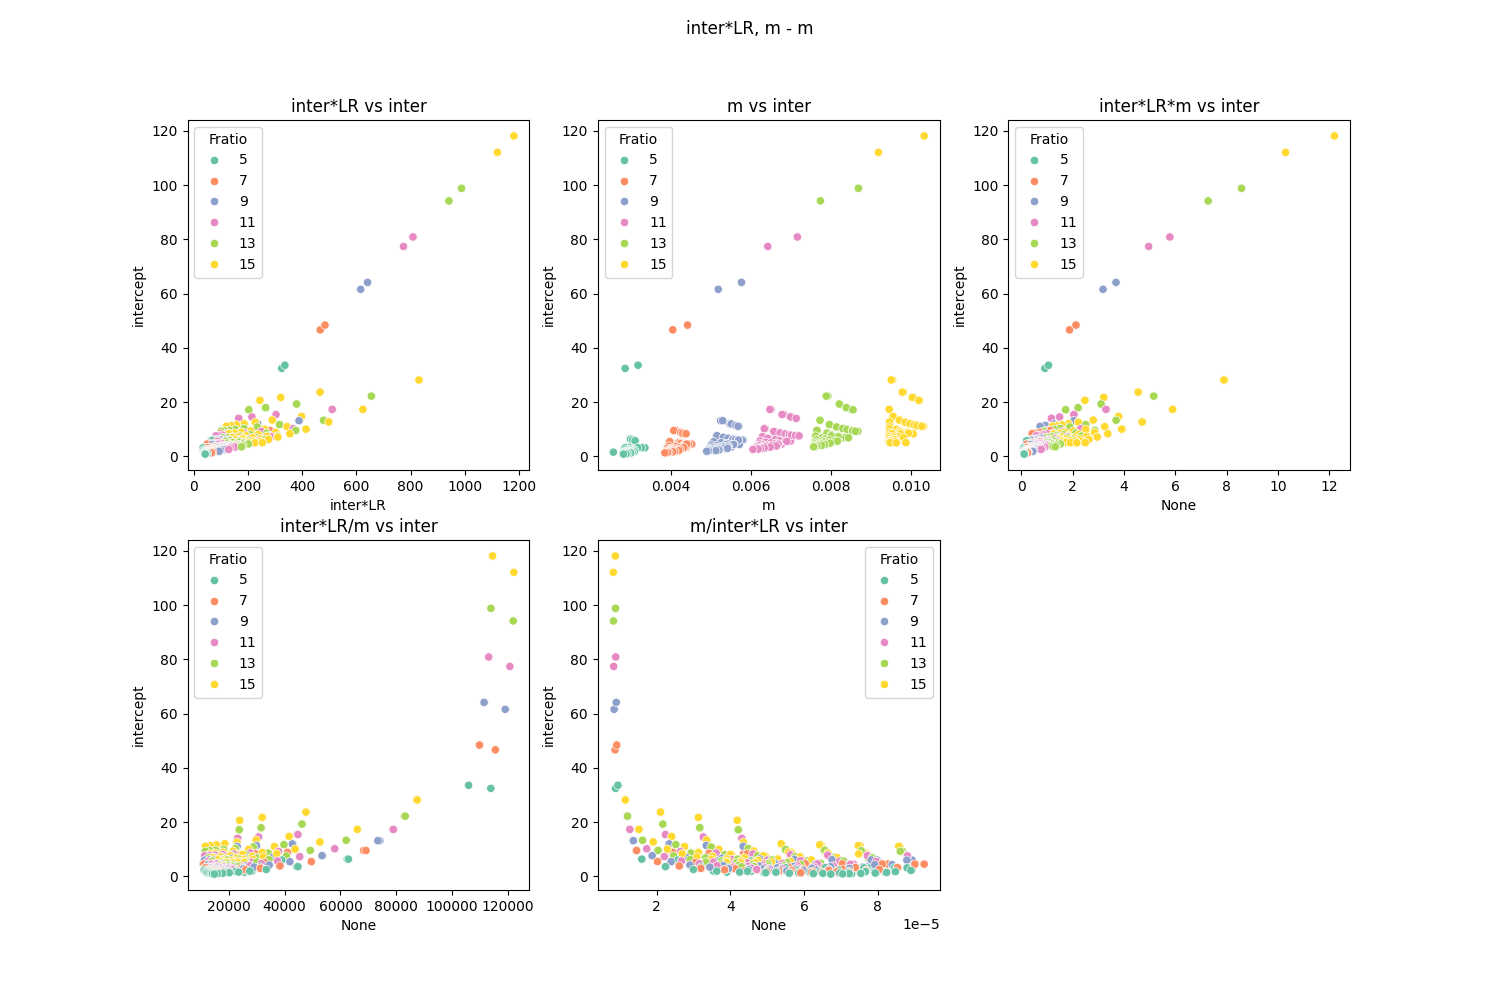 inter*LR, m - m
inter*LR vs inter
120
100
80
60
40
20
0
intercept
Fratio
5
7
9
11
13
15
0 200 400 600 800 1000 1200
inter*LR
m vs inter
120
100
80
60
40
20
0
intercept
Fratio
5
7
9
11
13
15
0.004 0.006 0.008 0.010
m
inter*LR*m vs inter
120
100
80
60
40
20
0
intercept
Fratio
5
7
9
11
13
15
0 2 4 6 8 10 12
None
inter*LR/m vs inter
120
100
80
60
40
20
0
intercept
Fratio
5
7
9
11
13
15
20000 40000 60000 80000 100000 120000
None
m/inter*LR vs inter
120
100
80
60
40
20
0
intercept
Fratio
5
7
9
11
13
15
2 4 6 8
1e−5
None